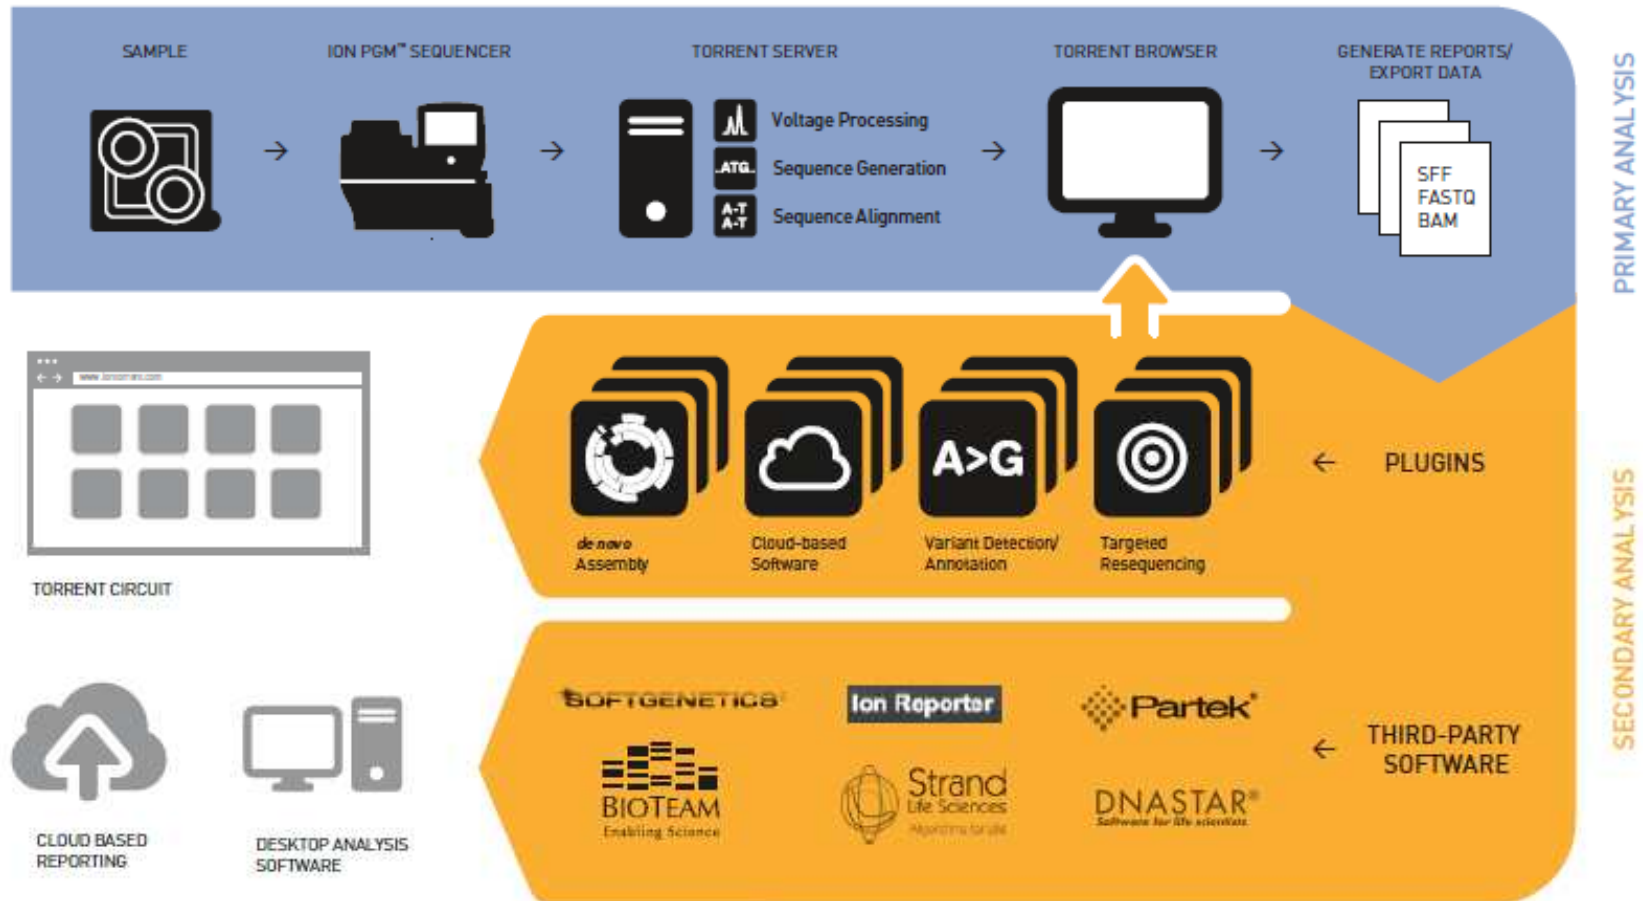 SAMPLE
ION PGM™ SEQUENCER
TORRENT SERVER
TORRENT BROWSER
GENERATE REPORTS/
EXPORT DATA
Voltage Processing
.ATG.
Sequence Generation
A-T
A-T
Sequence Alignment
SFF
FASTQ
BAM
PRIMARY ANALYSIS
TORRENT CIRCUIT
A>G
de novo
Assembly
Cloud-based
Software
Variant Detection/
Annotation
Targeted
Resequencing
← PLUGINS
SECONDARY ANALYSIS
CLOUD BASED
REPORTING
DESKTOP ANALYSIS
SOFTWARE
SOFTGENETICS
Ion Reporter
Partek®
BIOTEAM
Enabling Science
Strand
Life Sciences
Algorithms for life
DNASTAR®
Software for life scientists
← THIRD-PARTY
SOFTWARE